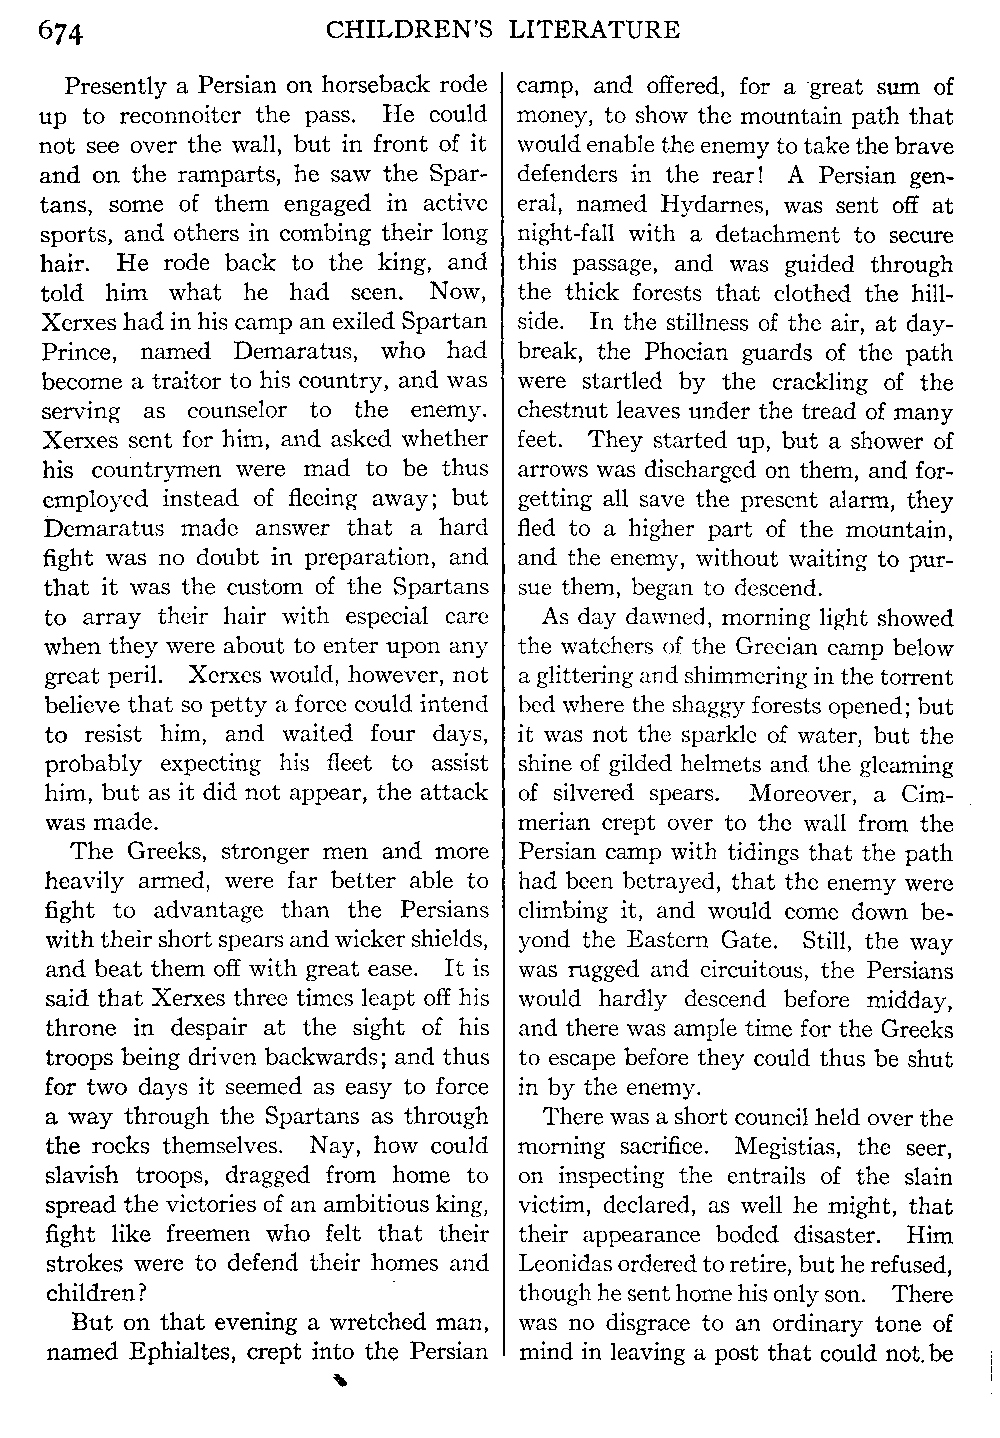 674 CHILDREN'S LITERATURE
Presently a Persian on horseback rode
up to reconnoiter the pass. He could
not see over the wall, but in front of it
and on the ramparts, he saw the Spar-
tans, some of them engaged in active
sports, and others in combing their long
hair. He rode back to the king, and
told him what he had seen. Now,
Xerxes had in his camp an exiled Spartan
Prince, named Demaratus, who had
become a traitor to his country, and was
serving as counselor to the enemy.
Xerxes sent for him, and asked whether
his countrymen were mad to be thus
employed instead of fleeing away; but
Demaratus made answer that a hard
fight was no doubt in preparation, and
that it was the custom of the Spartans
to array their hair with especial care
when they were about to enter upon any
great peril. Xerxes would, however, not
believe that so petty a force could intend
to resist him, and waited four days,
probably expecting his fleet to assist
him, but as it did not appear, the attack
was made.
The Greeks, stronger men and more
heavily armed, were far better able to
fight to advantage than the Persians
with their short spears and wicker shields,
and beat them off with great ease. It is
said that Xerxes three times leapt off his
throne in despair at the sight of his
troops being driven backwards; and thus
for two days it seemed as easy to force
a way through the Spartans as through
the rocks themselves. Nay, how could
slavish troops, dragged from home to
spread the victories of an ambitious king,
fight like freemen who felt that their
strokes were to defend their homes and
children?
But on that evening a wretched man,
named Ephialtes, crept into the Persian
camp, and offered, for a great sum of
money, to show the mountain path that
would enable the enemy to take the brave
defenders in the rear! A Persian gen-
eral, named Hydarnes, was sent off at
night-fall with a detachment to secure
this passage, and was guided through
the thick forests that clothed the hill-
side. In the stillness of the air, at day-
break, the Phocian guards of the path
were startled by the crackling of the
chestnut leaves under the tread of many
feet. They started up, but a shower of
arrows was discharged on them, and for-
getting all save the present alarm, they
fled to a higher part of the mountain,
and the enemy, without waiting to pur-
sue them, began to descend.
As day dawned, morning light showed
the watchers of the Grecian camp below
a glittering and shimmering in the torrent
bed where the shaggy forests opened; but
it was not the sparkle of water, but the
shine of gilded helmets and the gleaming
of silvered spears. Moreover, a Cim-
merian crept over to the wall from the
Persian camp with tidings that the path
had been betrayed, that the enemy were
climbing it, and would come down be-
yond the Eastern Gate. Still, the way
was rugged and circuitous, the Persians
would hardly descend before midday,
and there was ample time for the Greeks
to escape before they could thus be shut
in by the enemy.
There was a short council held over the
morning sacrifice. Megistias, the seer,
on inspecting the entrails of the slain
victim, declared, as well he might, that
their appearance boded disaster. Him
Leonidas ordered to retire, but he refused,
though he sent home his only son. There
was no disgrace to an ordinary tone of
mind in leaving a post that could not be